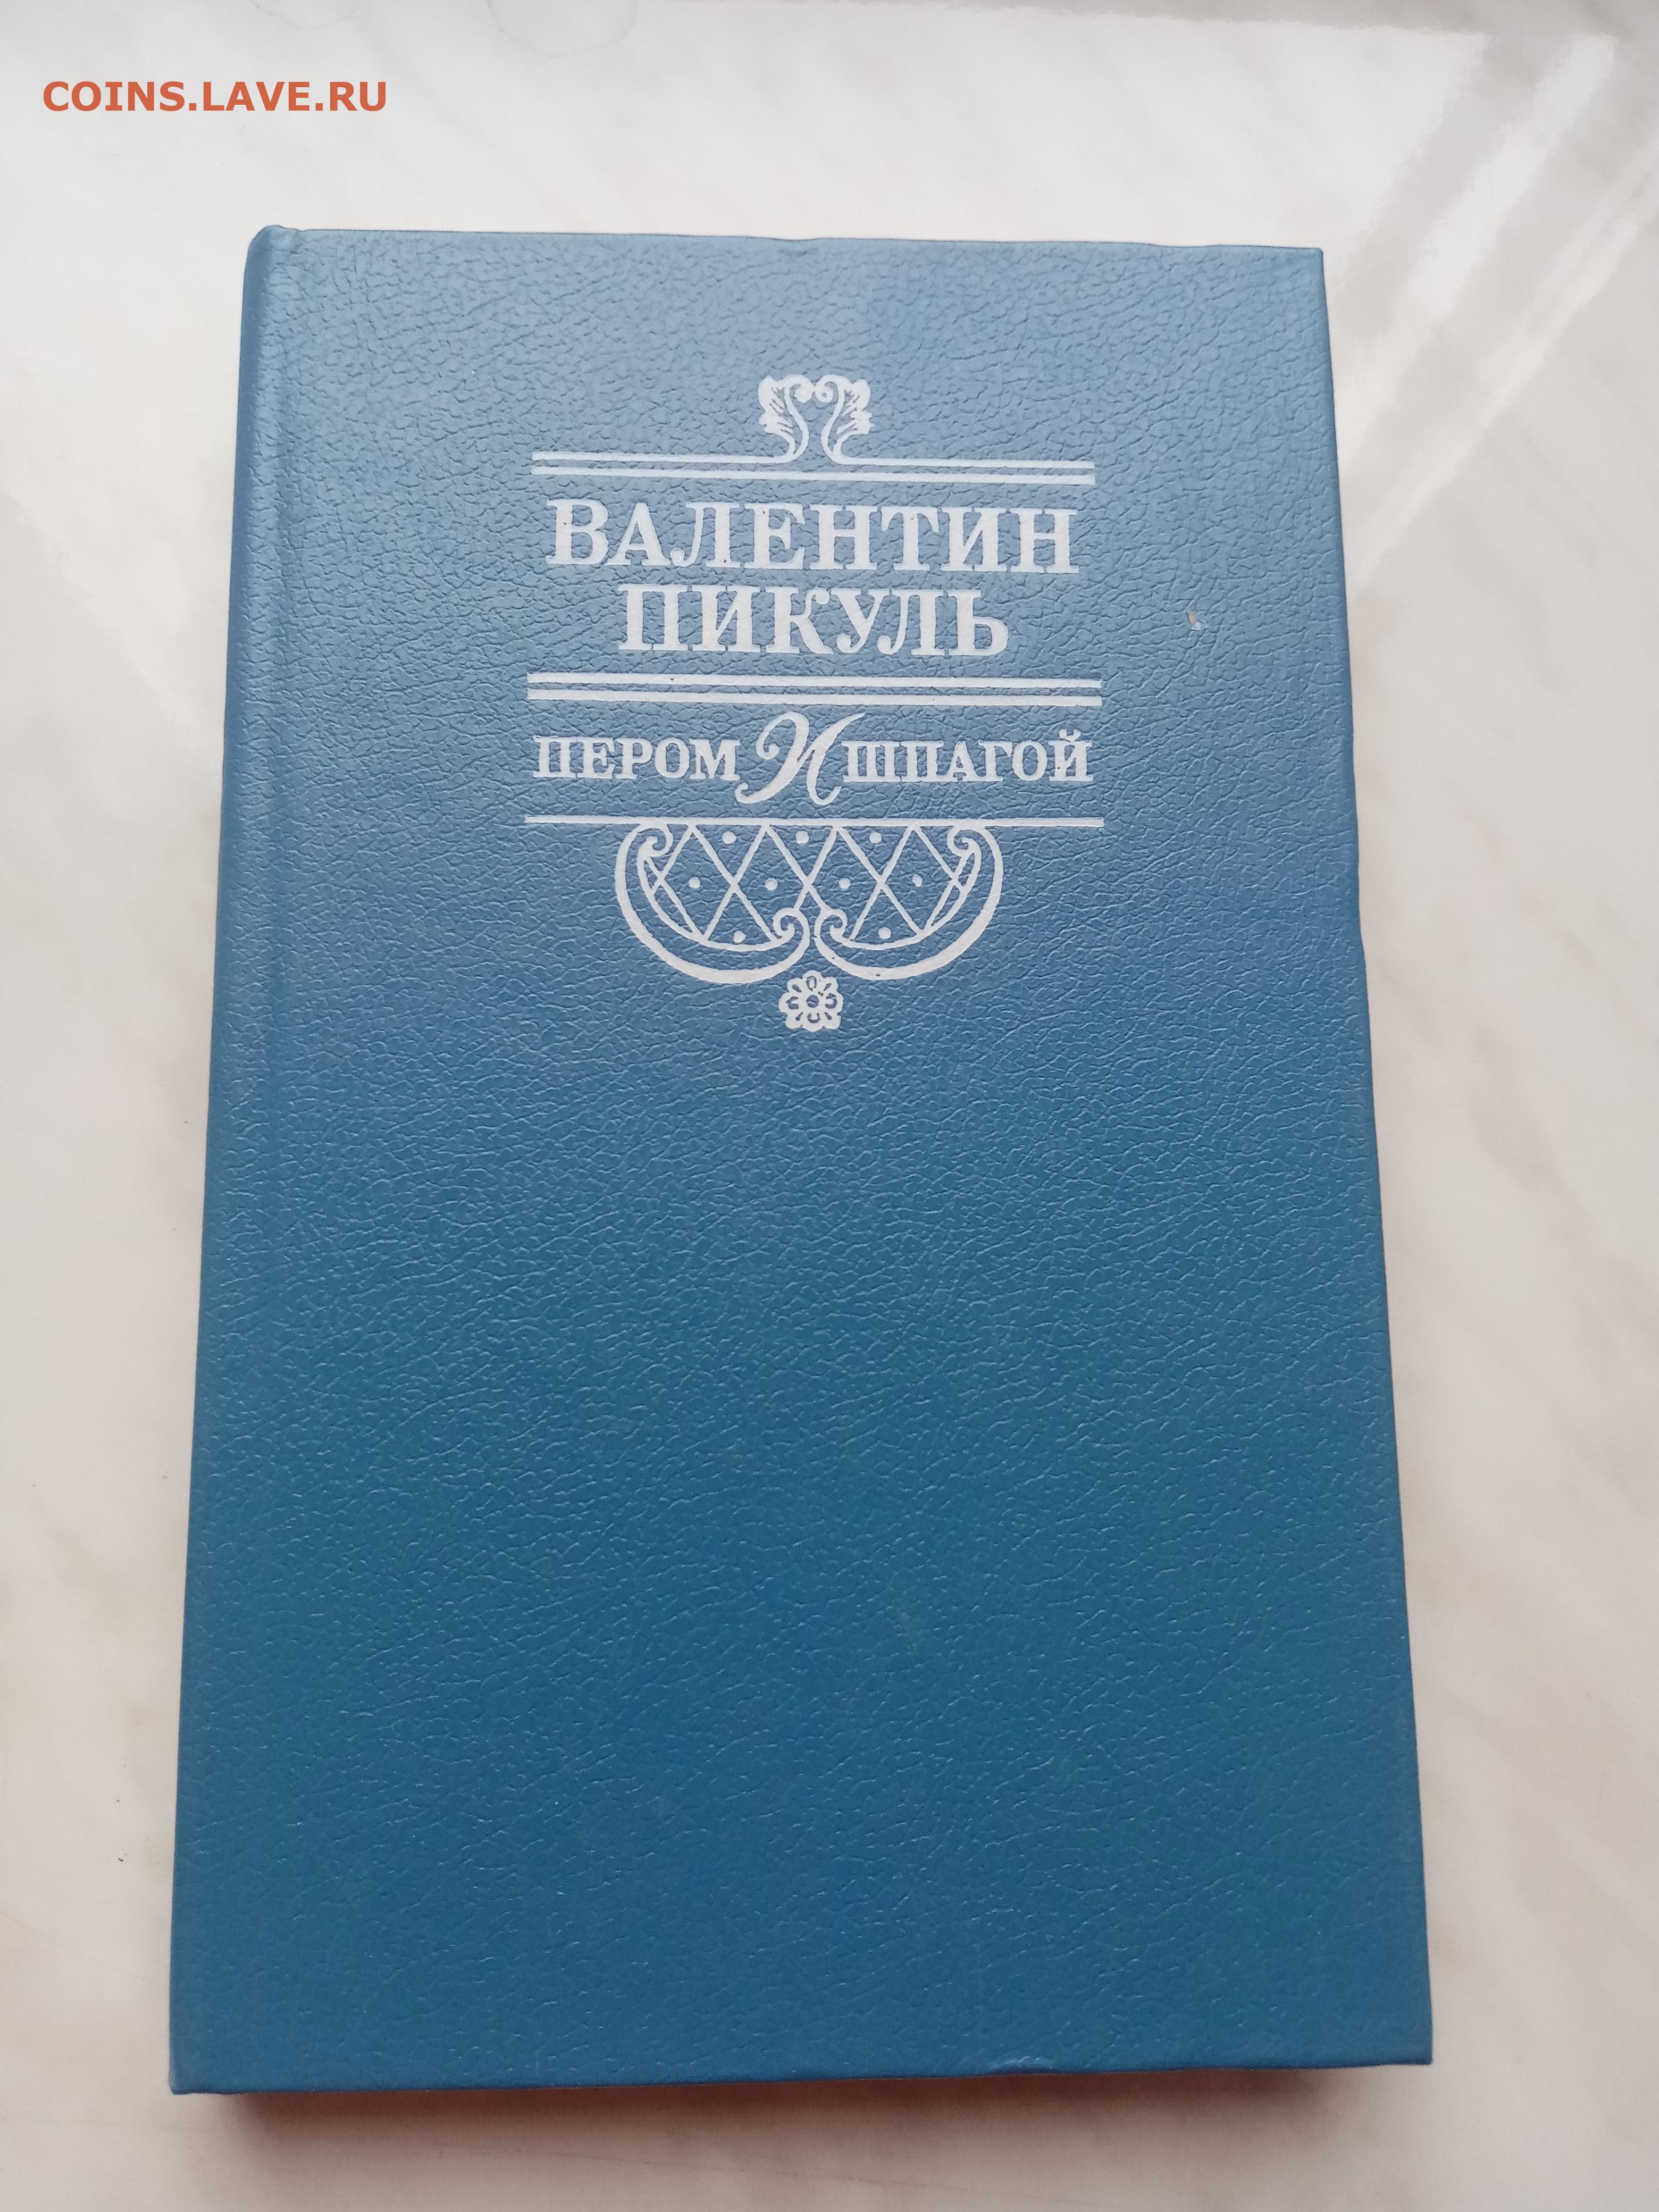 COINS.LAVE.RU
ВАЛЕНТИН
ПИКУЛЬ
ПЕРОМ И ШПАГОЙ